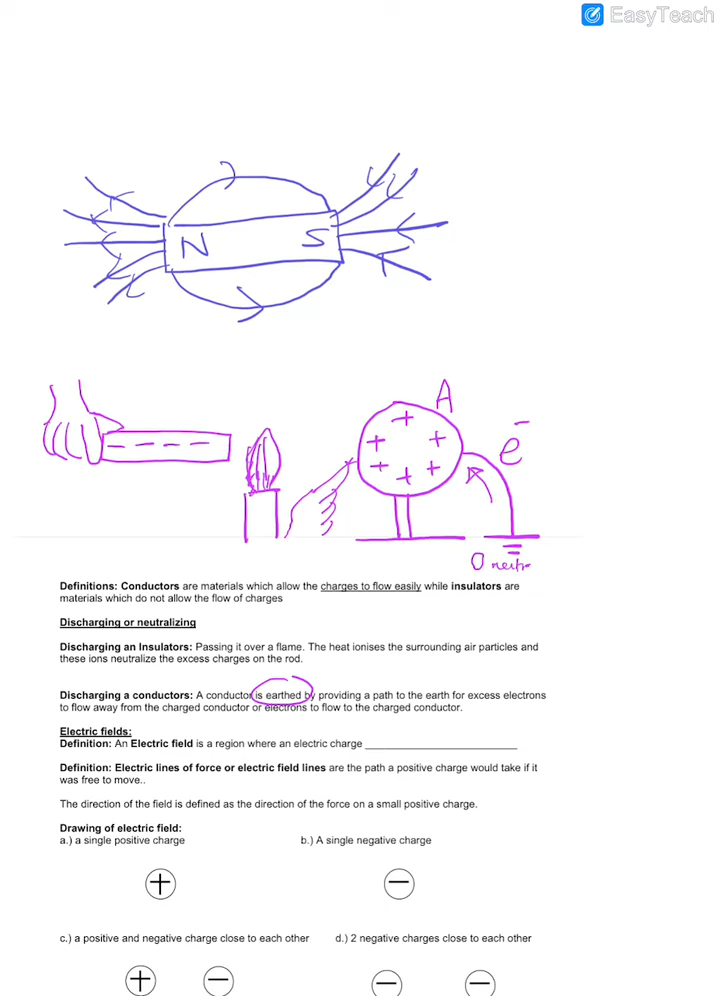 EasyTeach
N S
A
+
+ +
+ + +
e⁻
− − − −
0 neutr
Definitions: Conductors are materials which allow the charges to flow easily while insulators are
materials which do not allow the flow of charges
Discharging or neutralizing
Discharging an Insulators: Passing it over a flame. The heat ionises the surrounding air particles and
these ions neutralize the excess charges on the rod.
Discharging a conductors: A conductor is earthed by providing a path to the earth for excess electrons
to flow away from the charged conductor or electrons to flow to the charged conductor.
Electric fields:
Definition: An Electric field is a region where an electric charge ____________________________
Definition: Electric lines of force or electric field lines are the path a positive charge would take if it
was free to move..
The direction of the field is defined as the direction of the force on a small positive charge.
Drawing of electric field:
a.) a single positive charge b.) A single negative charge
+ −
c.) a positive and negative charge close to each other d.) 2 negative charges close to each other
+ − − −